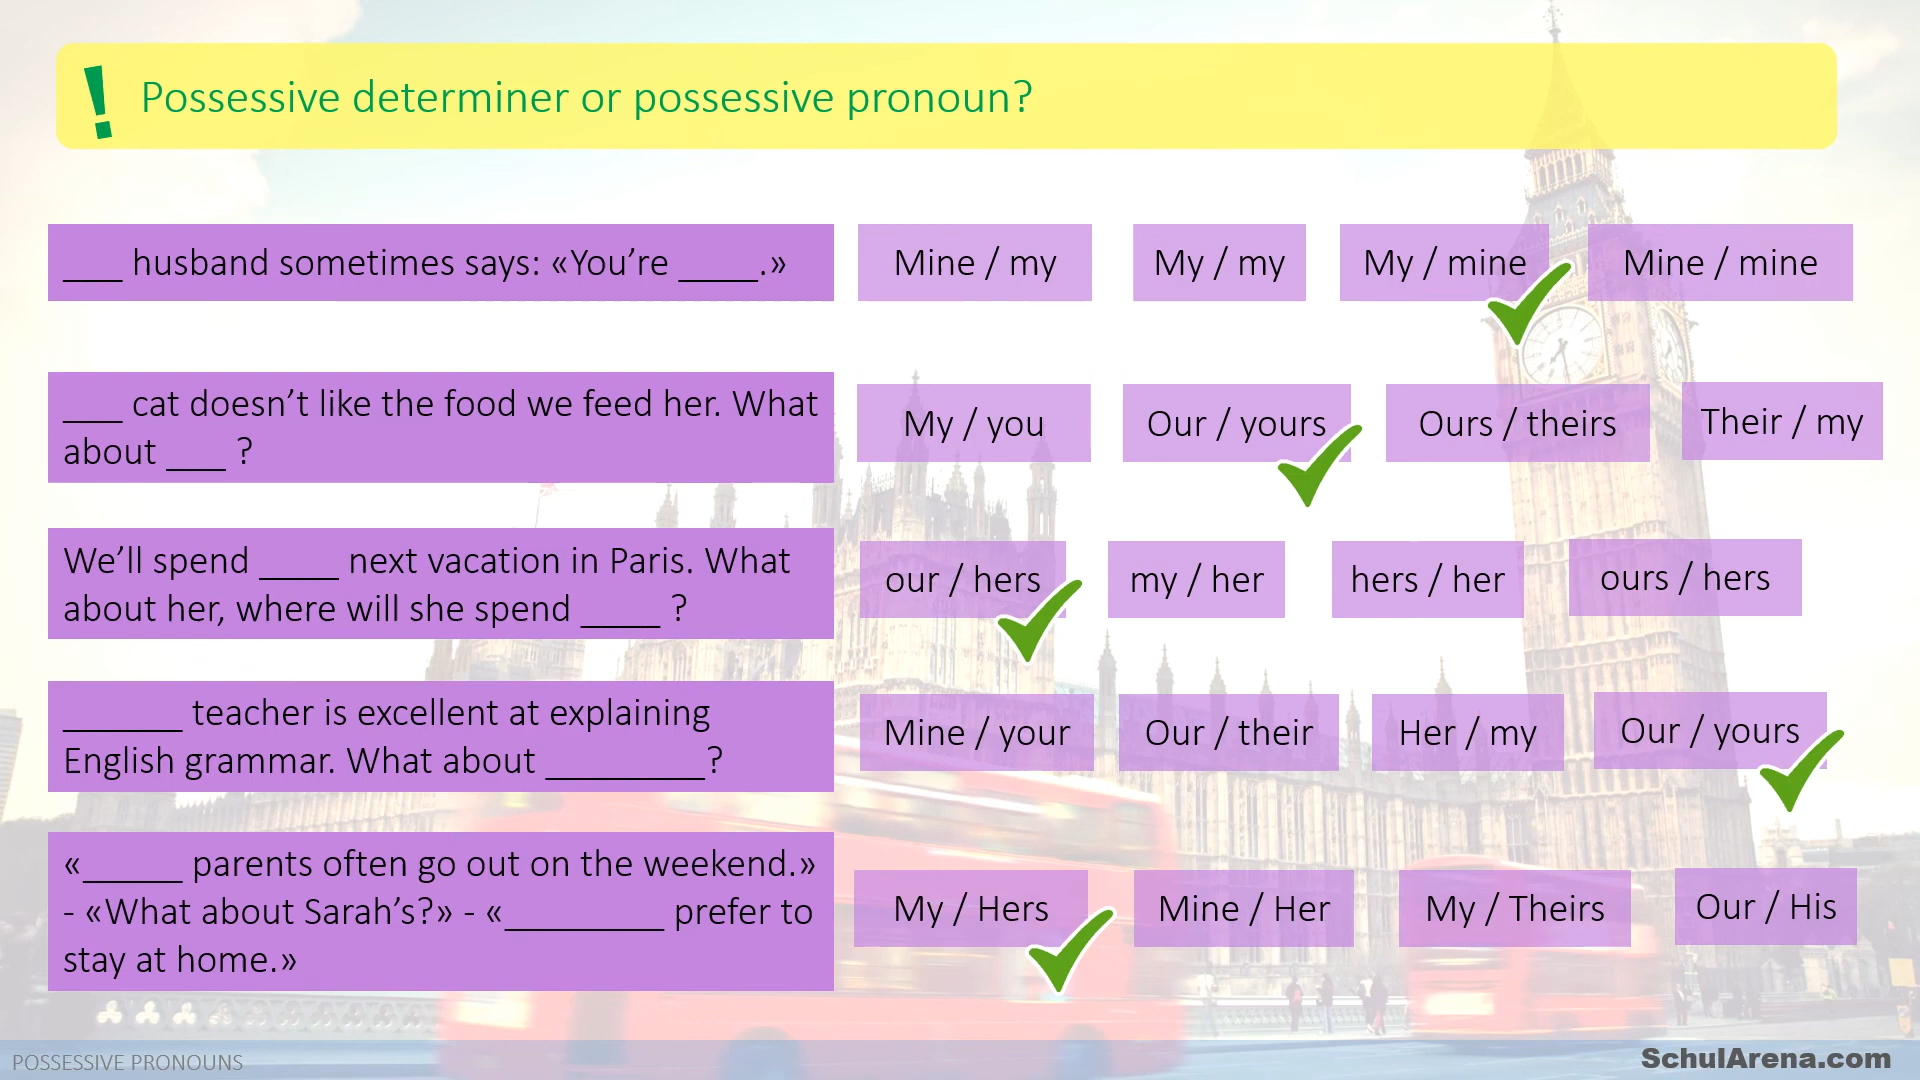 ! Possessive determiner or possessive pronoun?
___ husband sometimes says: «You’re ____.»
Mine / my
My / my
My / mine
Mine / mine
___ cat doesn’t like the food we feed her. What
about ___ ?
My / you
Our / yours
Ours / theirs
Their / my
We’ll spend ____ next vacation in Paris. What
about her, where will she spend ____ ?
our / hers
my / her
hers / her
ours / hers
______ teacher is excellent at explaining
English grammar. What about ________?
Mine / your
Our / their
Her / my
Our / yours
«_____ parents often go out on the weekend.»
- «What about Sarah’s?» - «________ prefer to
stay at home.»
My / Hers
Mine / Her
My / Theirs
Our / His
POSSESSIVE PRONOUNS
SchulArena.com